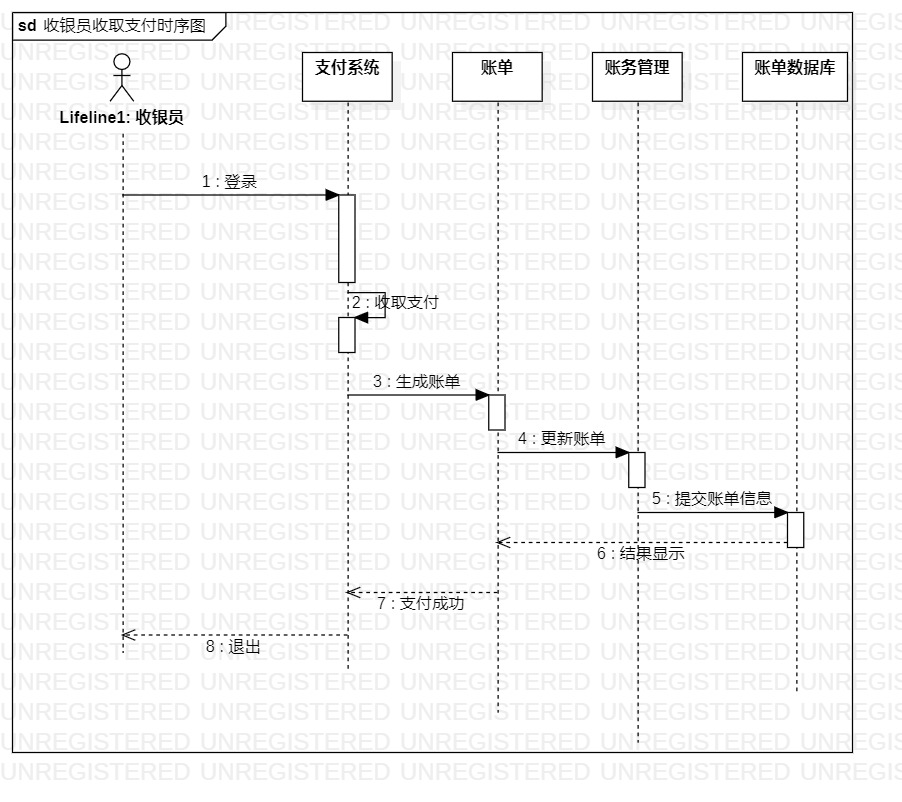 sd 收银员收取支付时序图
支付系统
账单
账务管理
账单数据库
Lifeline1: 收银员
1 : 登录
2 : 收取支付
3 : 生成账单
4 : 更新账单
5 : 提交账单信息
6 : 结果显示
7 : 支付成功
8 : 退出
UNREGISTERED